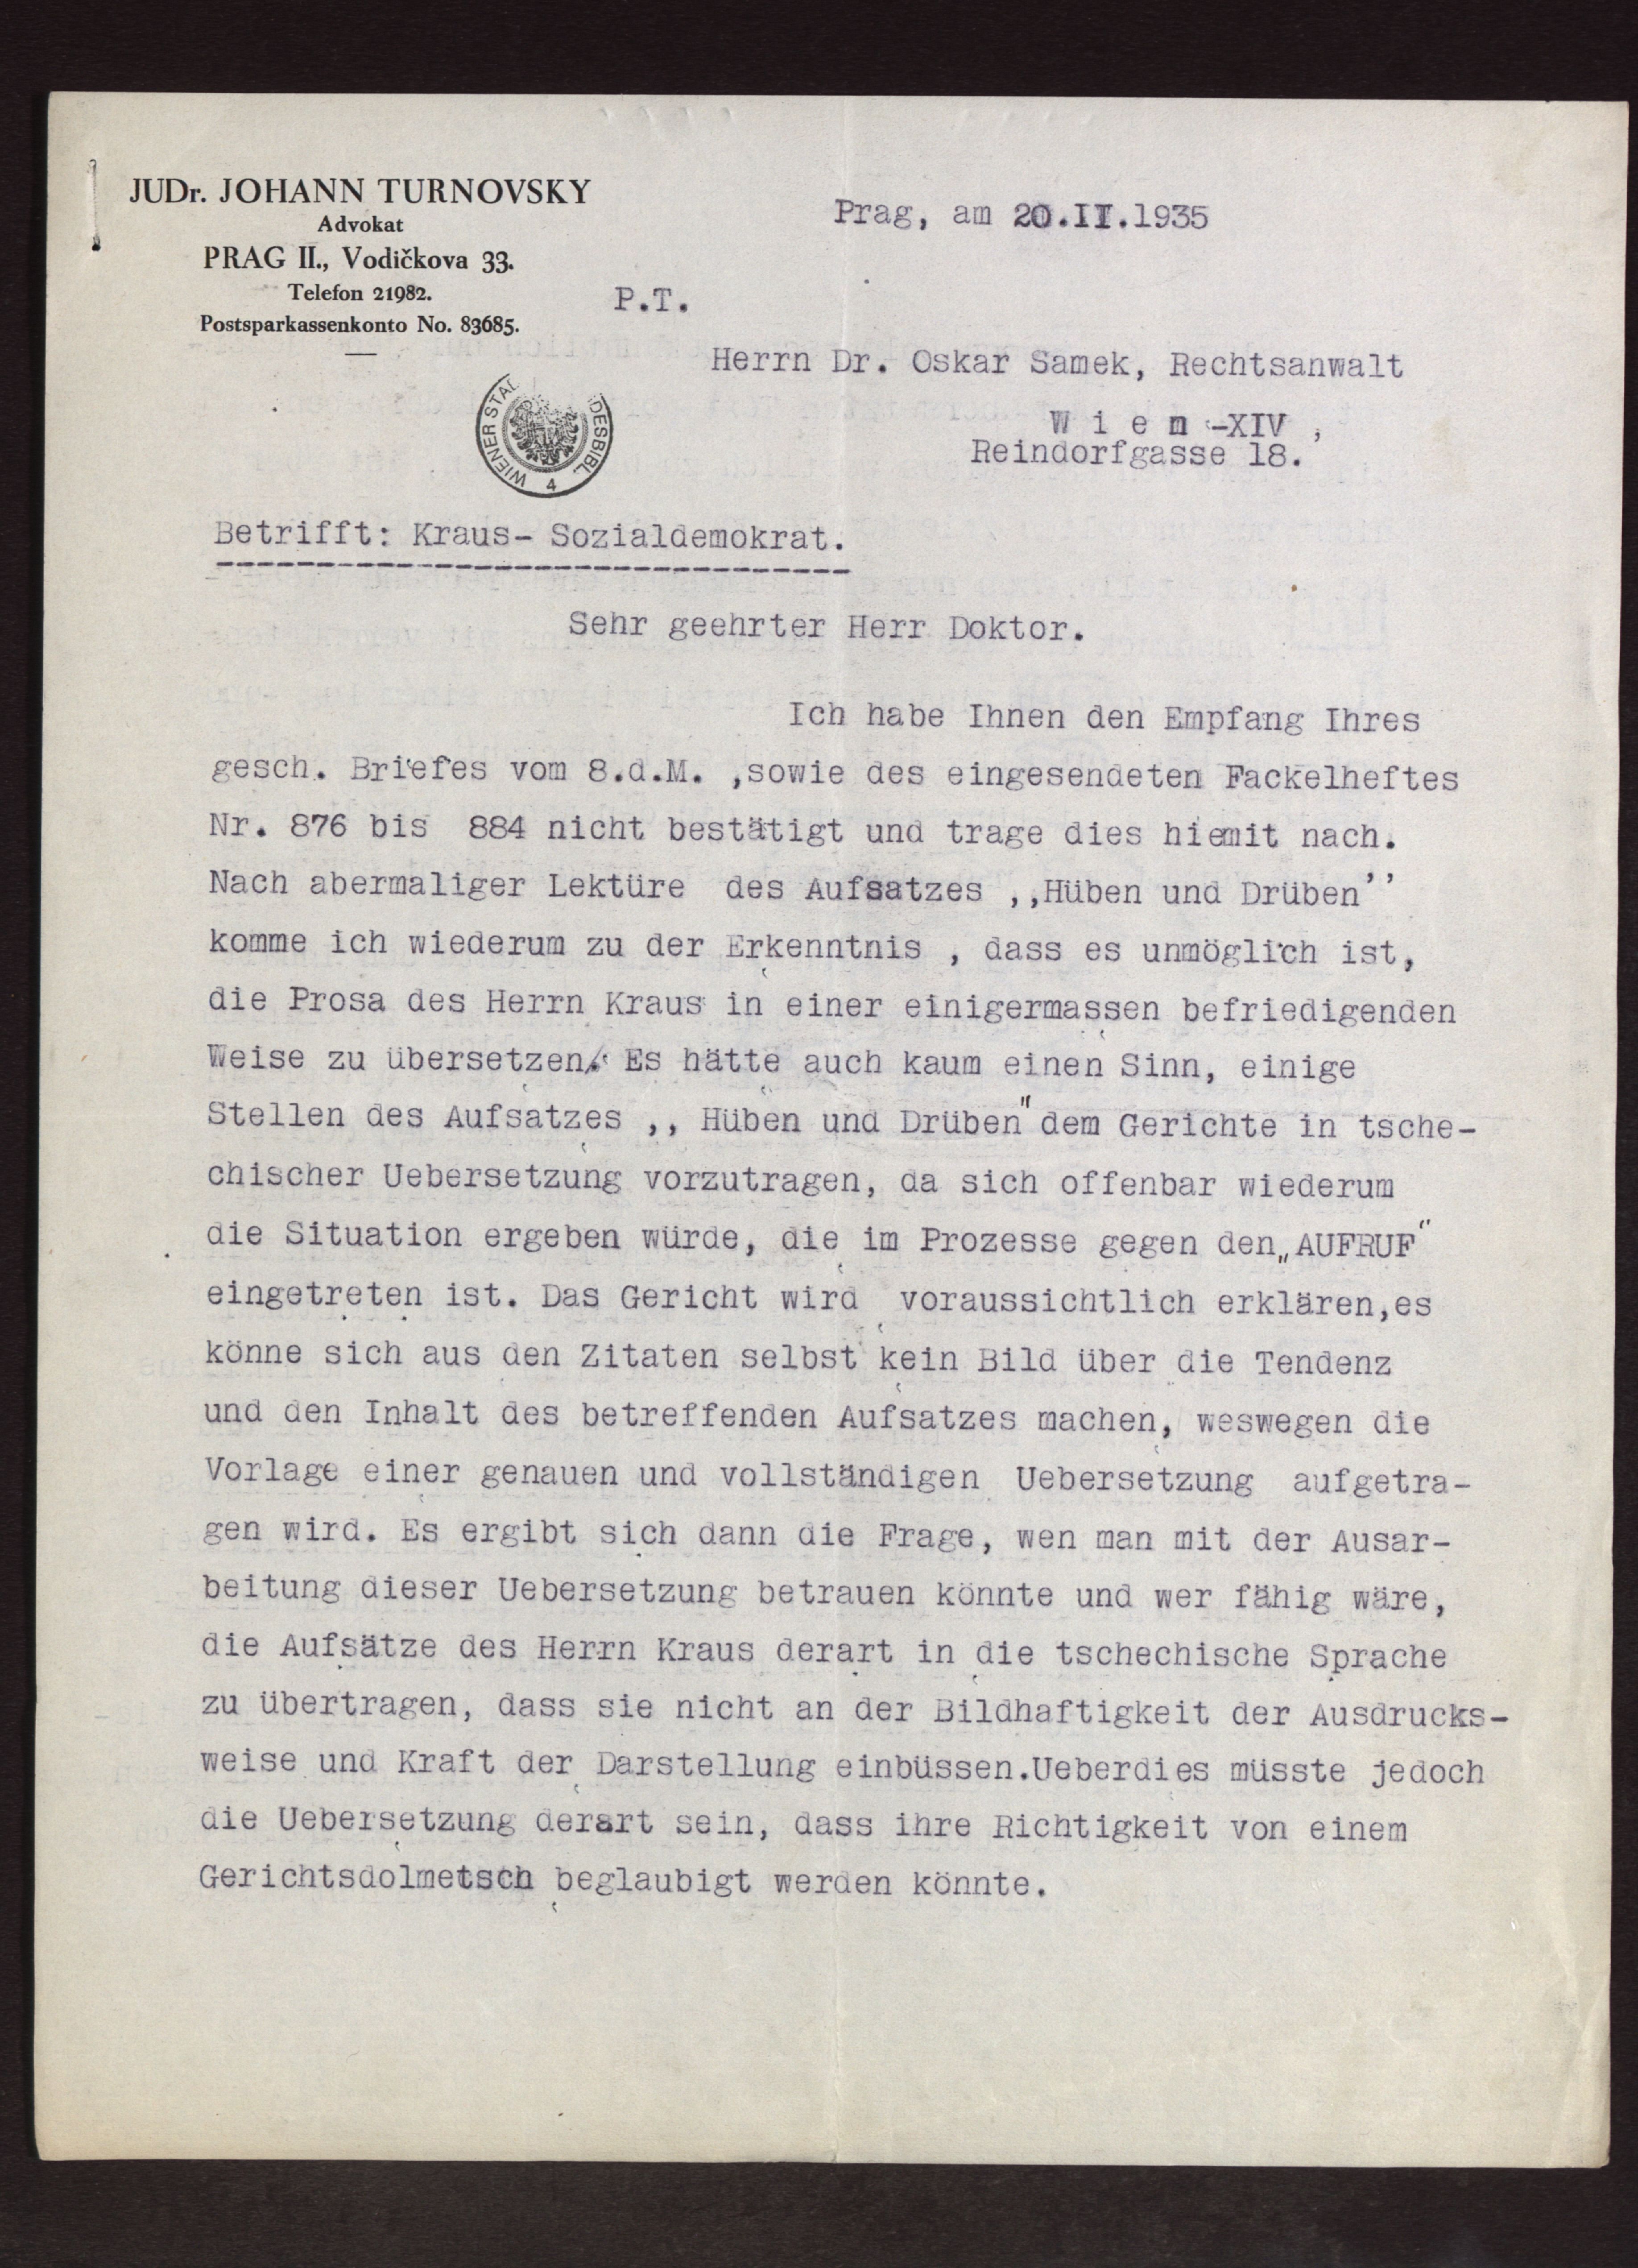 JUDr. JOHANN TURNOVSKY
Advokat
PRAG II., Vodičkova 33.
Telefon 21982.
Postsparkassenkonto No. 83685.
Prag, am 20.II.1935
P.T.
Herrn Dr. Oskar Samek, Rechtsanwalt
W i e n -XIV ,
Reindorfgasse 18.
WIENER STA DESBIBL. 4
Betrifft: Kraus- Sozialdemokrat.
Sehr geehrter Herr Doktor.
Ich habe Ihnen den Empfang Ihres
gesch. Briefes vom 8.d.M. ,sowie des eingesendeten Fackelheftes
Nr. 876 bis 884 nicht bestätigt und trage dies hiemit nach.
Nach abermaliger Lektüre des Aufsatzes ,,Hüben und Drüben’’
komme ich wiederum zu der Erkenntnis , dass es unmöglich ist,
die Prosa des Herrn Kraus in einer einigermassen befriedigenden
Weise zu übersetzen. Es hätte auch kaum einen Sinn, einige
Stellen des Aufsatzes ,, Hüben und Drüben" dem Gerichte in tsche-
chischer Uebersetzung vorzutragen, da sich offenbar wiederum
die Situation ergeben würde, die im Prozesse gegen den „AUFRUF"
eingetreten ist. Das Gericht wird voraussichtlich erklären,es
könne sich aus den Zitaten selbst kein Bild über die Tendenz
und den Inhalt des betreffenden Aufsatzes machen, weswegen die
Vorlage einer genauen und vollständigen Uebersetzung aufgetra-
gen wird. Es ergibt sich dann die Frage, wen man mit der Ausar-
beitung dieser Uebersetzung betrauen könnte und wer fähig wäre,
die Aufsätze des Herrn Kraus derart in die tschechische Sprache
zu übertragen, dass sie nicht an der Bildhaftigkeit der Ausdrucks-
weise und Kraft der Darstellung einbüssen.Ueberdies müsste jedoch
die Uebersetzung derart sein, dass ihre Richtigkeit von einem
Gerichtsdolmetsch beglaubigt werden könnte.